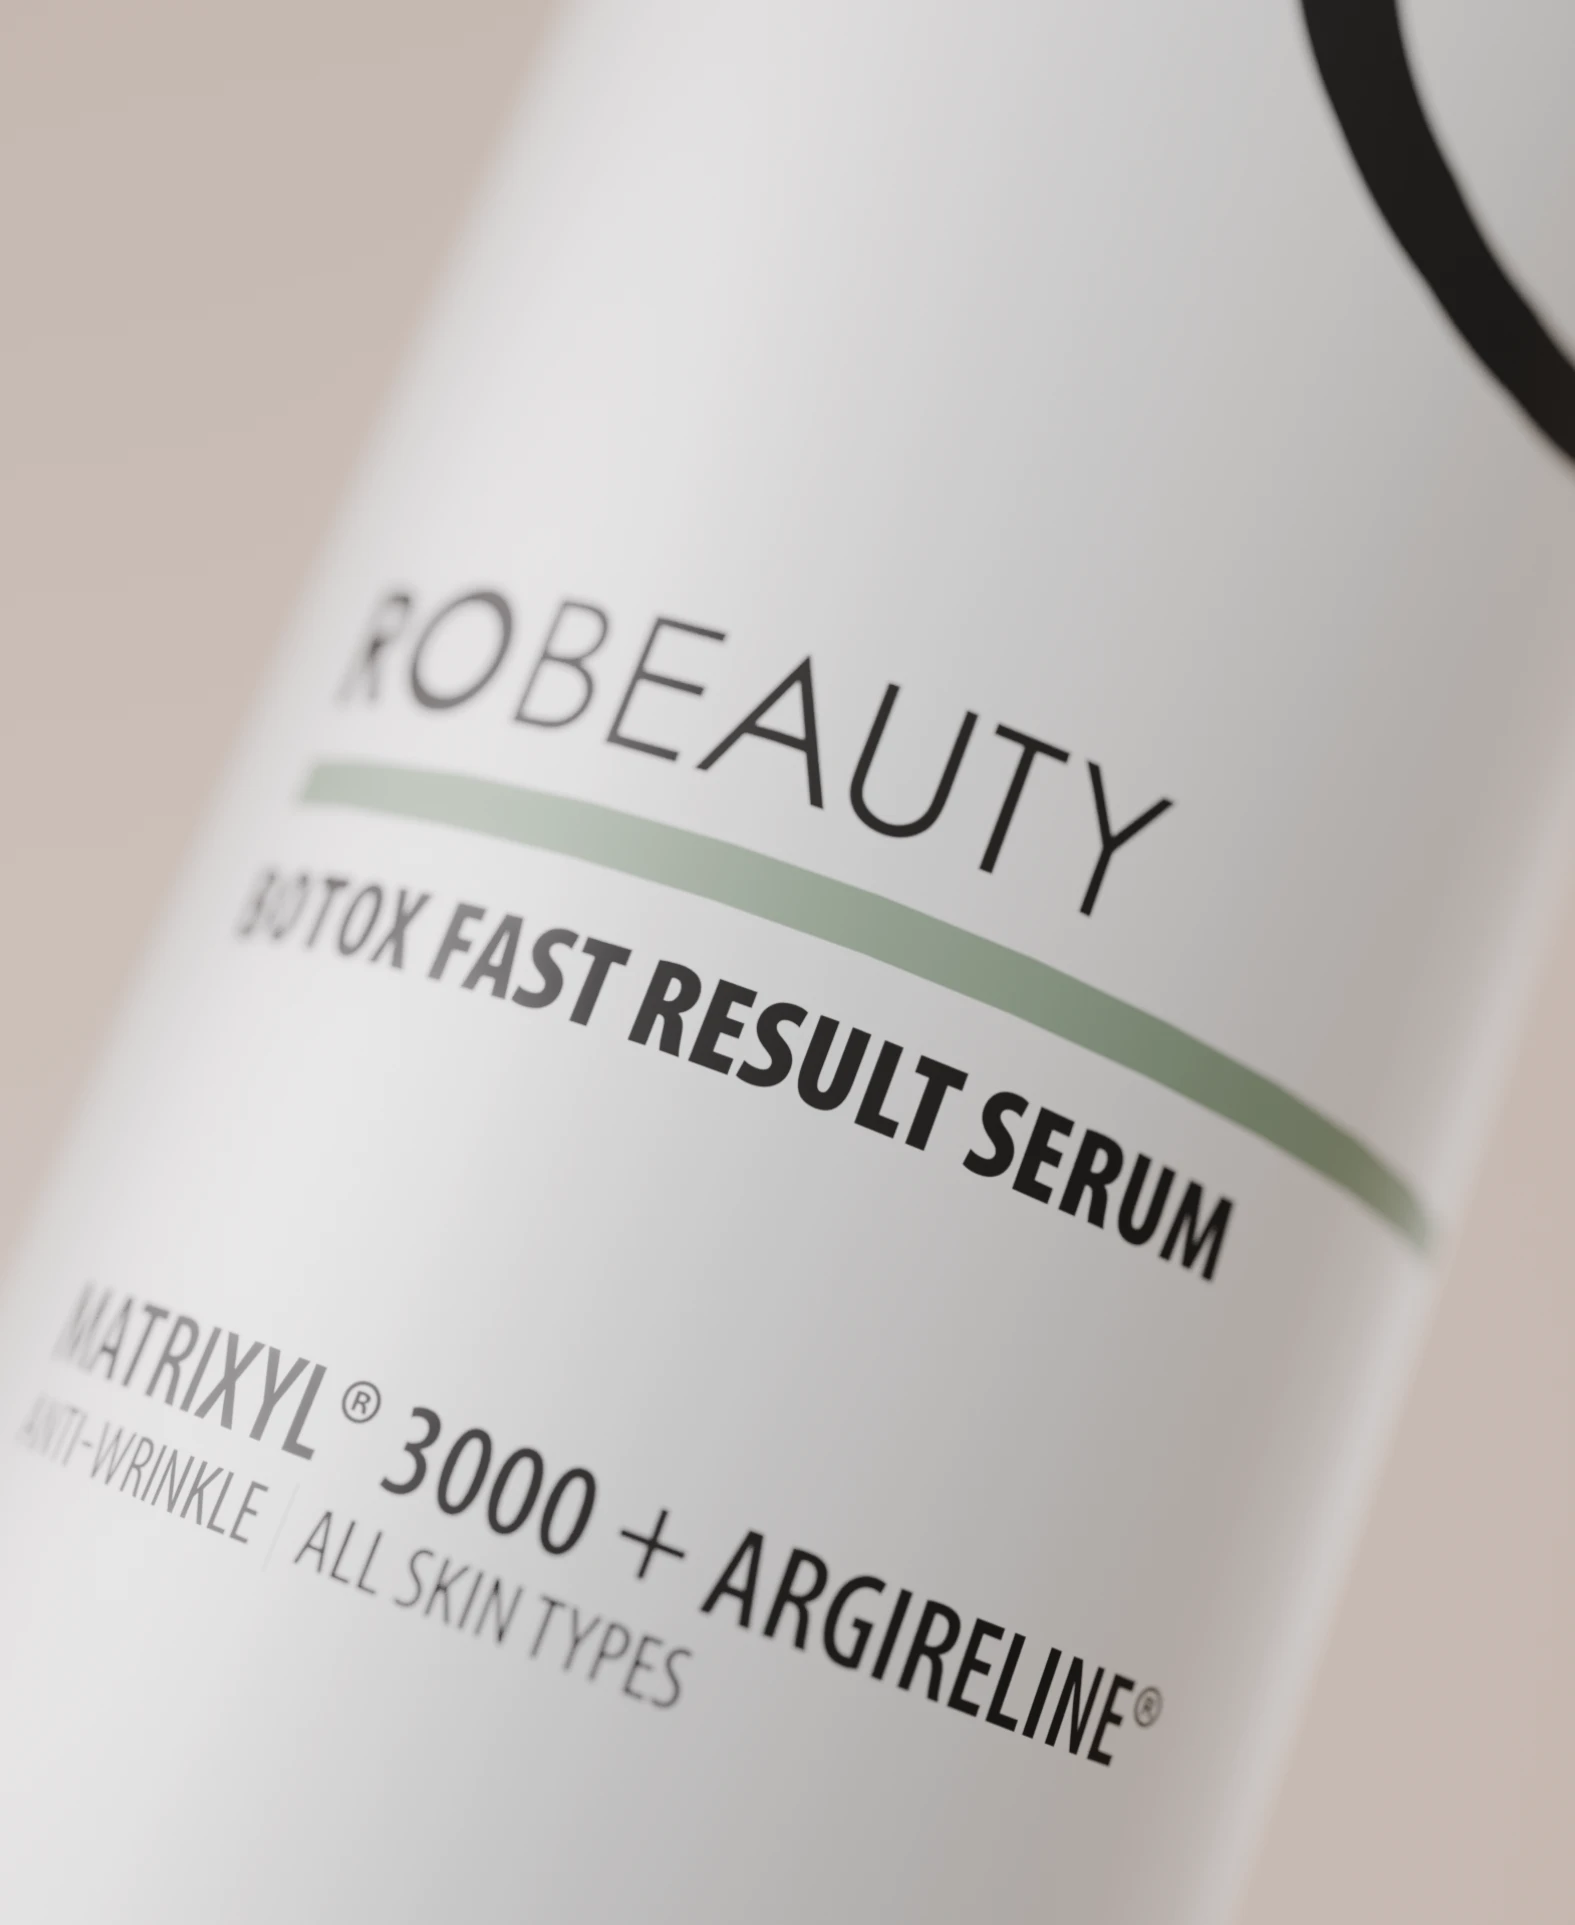 ROBEAUTY
BOTOX FAST RESULT SERUM
MATRIXYL® 3000 + ARGIRELINE®
ANTI-WRINKLE | ALL SKIN TYPES